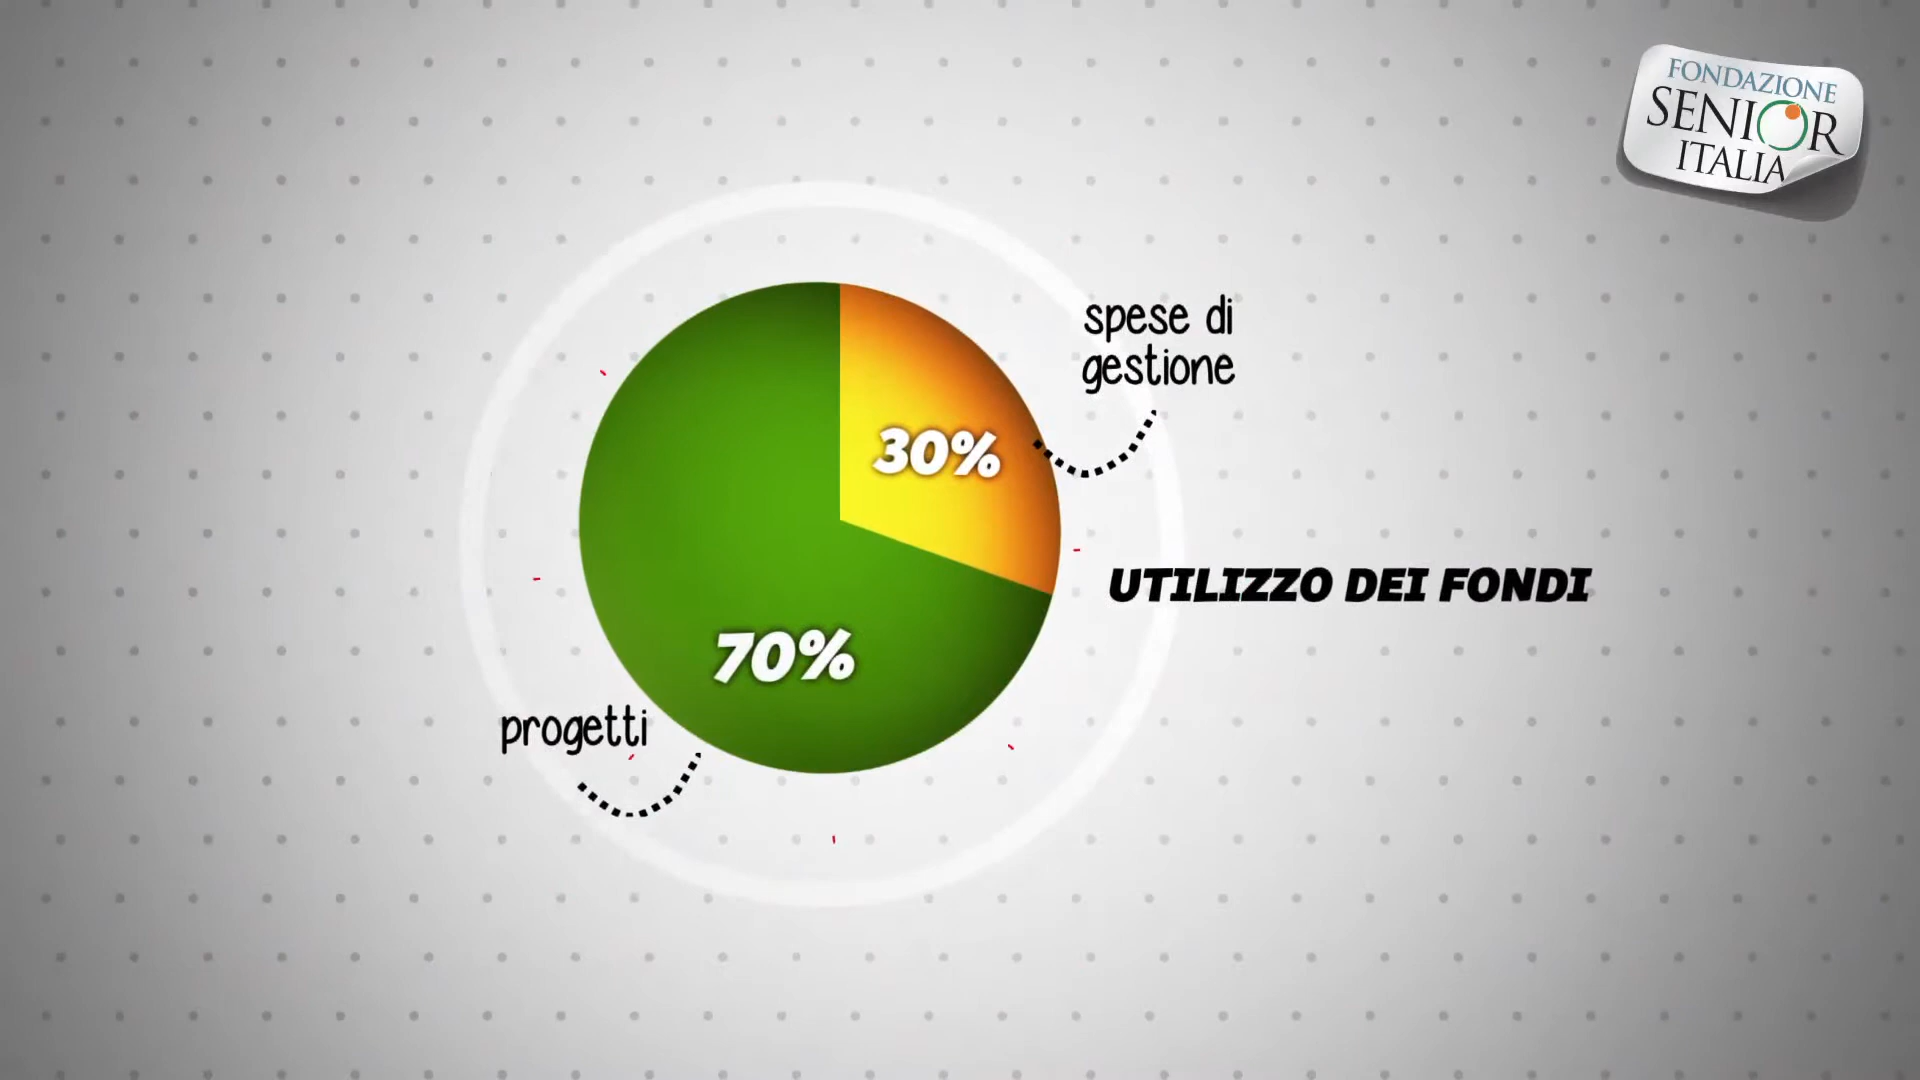 FONDAZIONE
SENIOR
ITALIA
spese di
gestione
30%
UTILIZZO DEI FONDI
70%
progetti